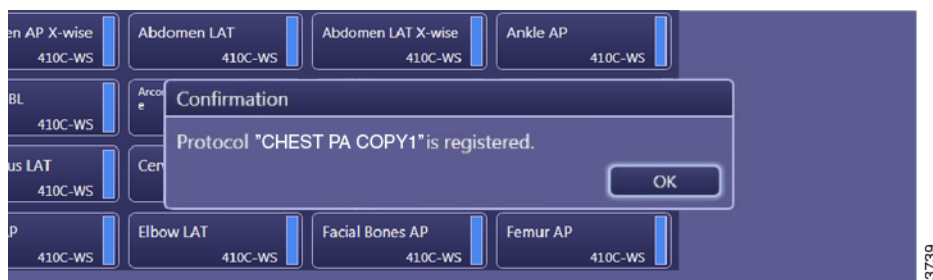 en AP X-wise
410C-WS
Abdomen LAT
410C-WS
Abdomen LAT X-wise
410C-WS
Ankle AP
410C-WS
BL
410C-WS
Arco
e
Confirmation
Protocol "CHEST PA COPY1" is registered.
OK
us LAT
410C-WS
Cer
P
410C-WS
Elbow LAT
410C-WS
Facial Bones AP
410C-WS
Femur AP
410C-WS
3739